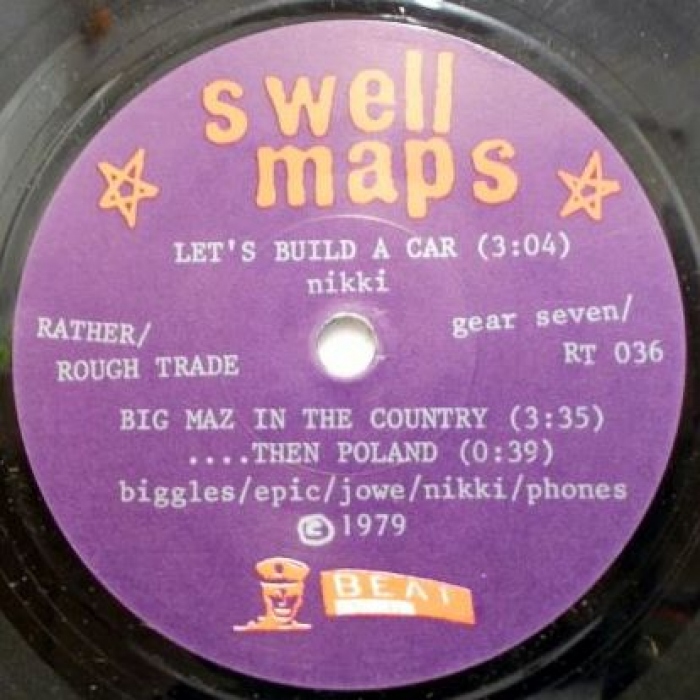 swell
maps
LET'S BUILD A CAR (3:04)
nikki
RATHER/
ROUGH TRADE
gear seven/
RT 036
BIG MAZ IN THE COUNTRY (3:35)
....THEN POLAND (0:39)
biggles/epic/jowe/nikki/phones
©1979
BEAT